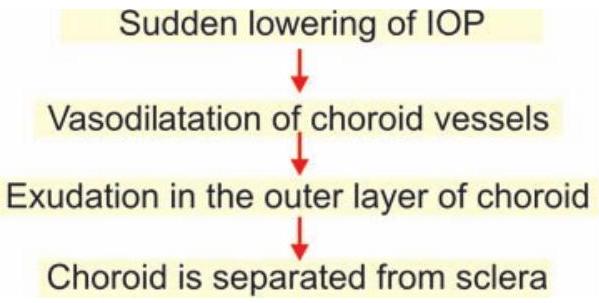 Sudden lowering of IOP
Vasodilatation of choroid vessels
Exudation in the outer layer of choroid
Choroid is separated from sclera